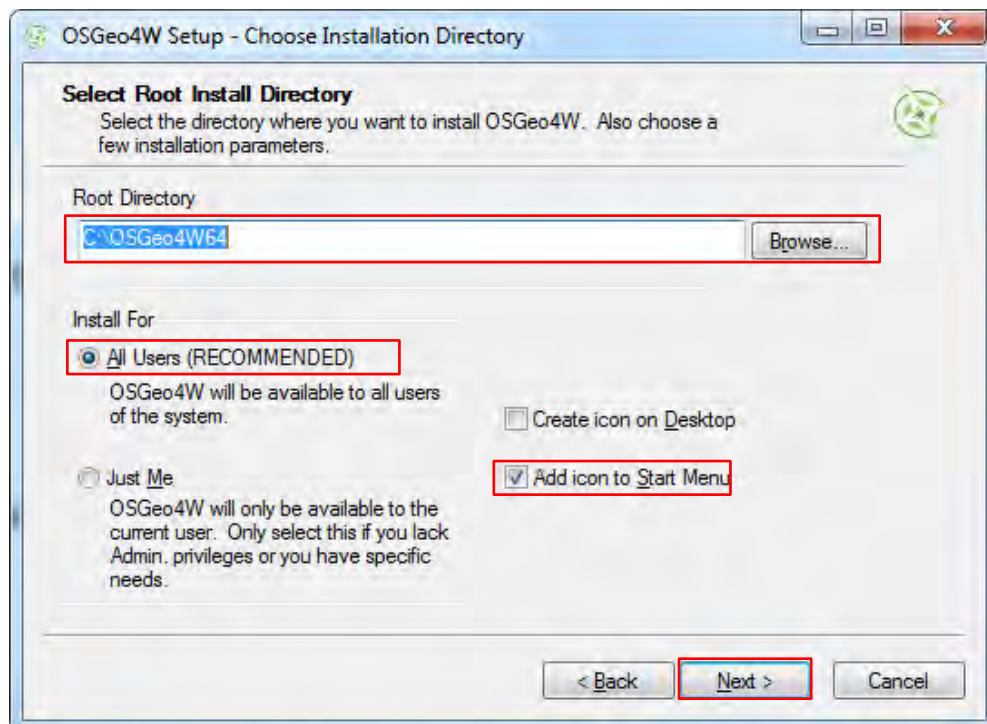 OSGeo4W Setup - Choose Installation Directory
Select Root Install Directory
Select the directory where you want to install OSGeo4W. Also choose a
few installation parameters.
Root Directory
C:\OSGeo4W64
Browse...
Install For
All Users (RECOMMENDED)
OSGeo4W will be available to all users
of the system.
Create icon on Desktop
Just Me
Add icon to Start Menu
OSGeo4W will only be available to the
current user. Only select this if you lack
Admin. privileges or you have specific
needs.
< Back
Next >
Cancel